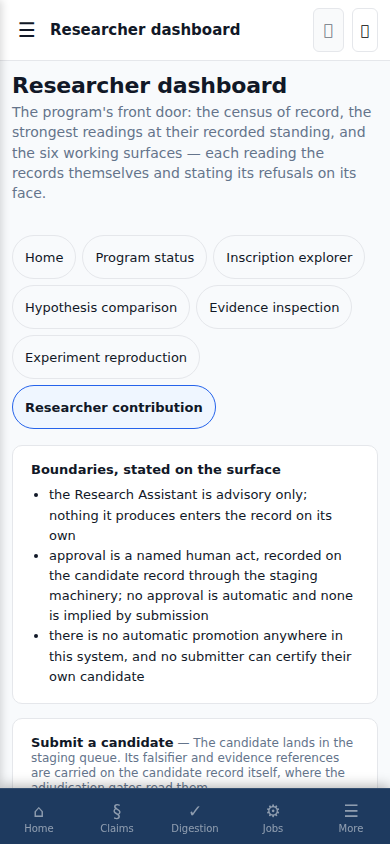 ☰ Researcher dashboard
Researcher dashboard
The program's front door: the census of record, the
strongest readings at their recorded standing, and
the six working surfaces — each reading the
records themselves and stating its refusals on its
face.
Home Program status Inscription explorer
Hypothesis comparison Evidence inspection
Experiment reproduction
Researcher contribution
Boundaries, stated on the surface
• the Research Assistant is advisory only;
nothing it produces enters the record on its
own
• approval is a named human act, recorded on
the candidate record through the staging
machinery; no approval is automatic and none
is implied by submission
• there is no automatic promotion anywhere in
this system, and no submitter can certify their
own candidate
Submit a candidate — The candidate lands in the
staging queue. Its falsifier and evidence references
are carried on the candidate record itself, where the
adjudication gates read them.
Home § Claims ✓ Digestion Jobs ☰ More